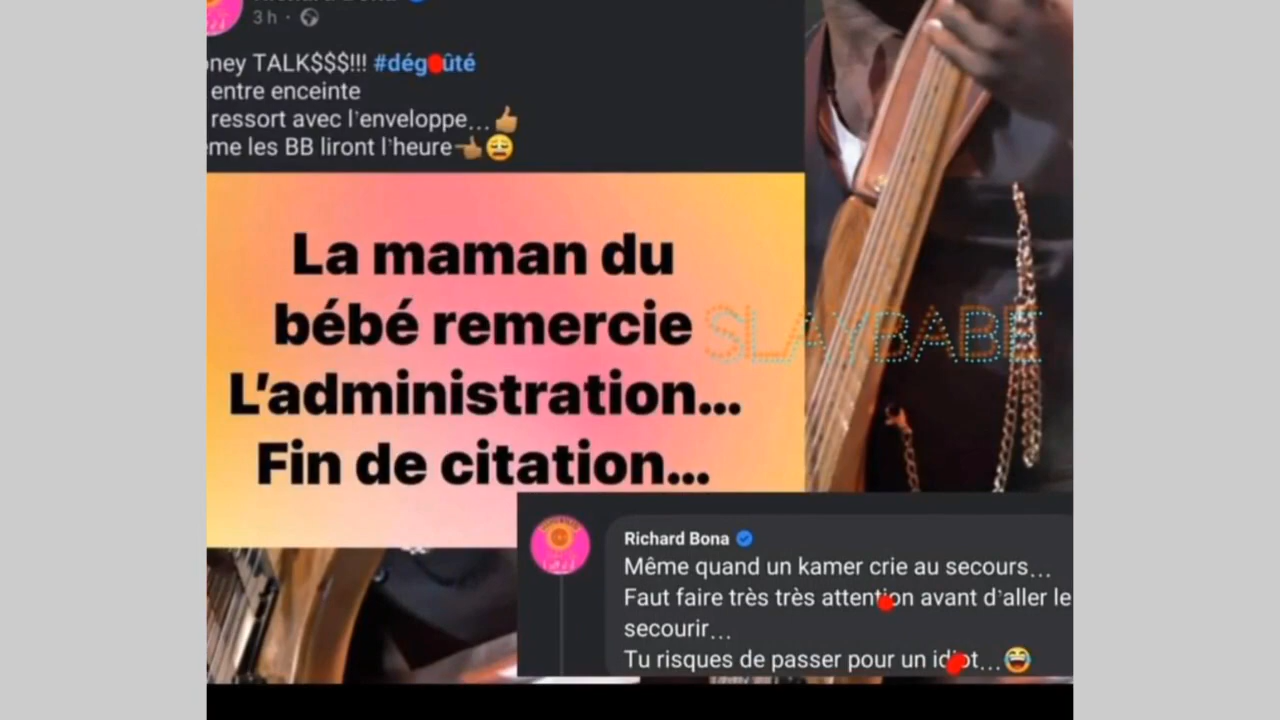 3 h
ney TALK$$$!!! #dégoûté
entre enceinte
ressort avec l'enveloppe...👍
me les BB liront l'heure👈😩
La maman du
bébé remercie
L'administration...
Fin de citation...
SLAYBABE
Richard Bona
Même quand un kamer crie au secours...
Faut faire très très attention avant d'aller le
secourir...
Tu risques de passer pour un idiot...😂